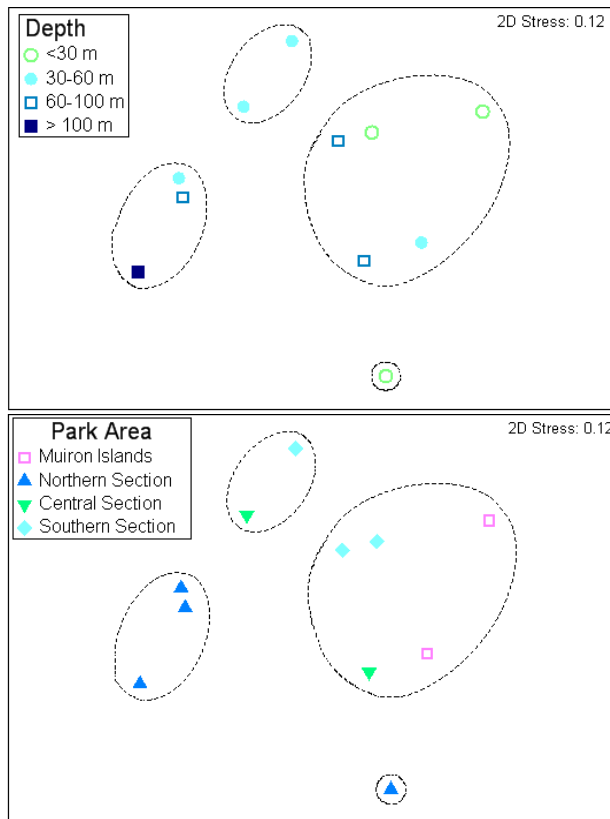 2D Stress: 0.12
Depth
<30 m
30-60 m
60-100 m
> 100 m
2D Stress: 0.12
Park Area
Muiron Islands
Northern Section
Central Section
Southern Section